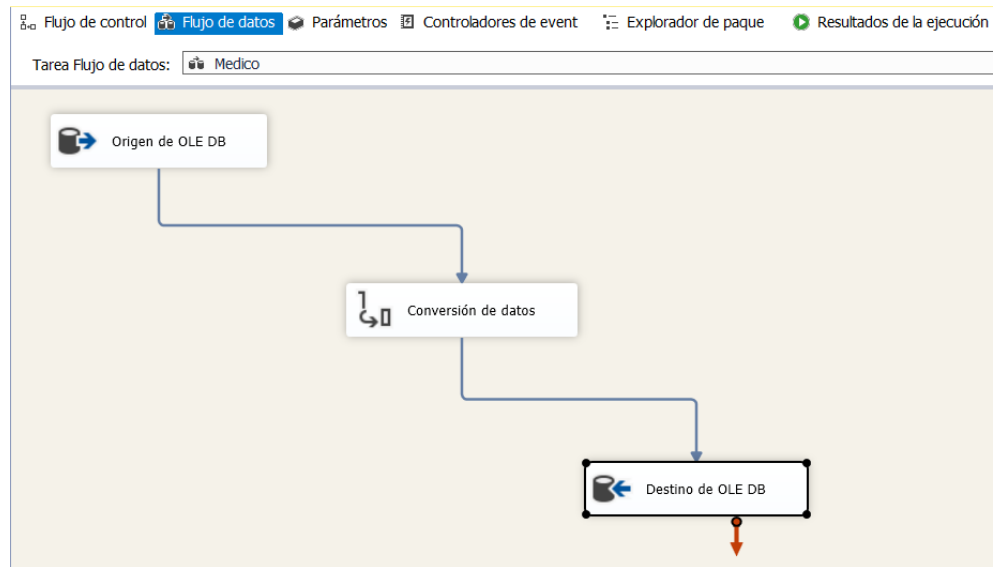 Flujo de control Flujo de datos Parámetros Controladores de event Explorador de paque Resultados de la ejecución
Tarea Flujo de datos: Medico
Origen de OLE DB
Conversión de datos
Destino de OLE DB